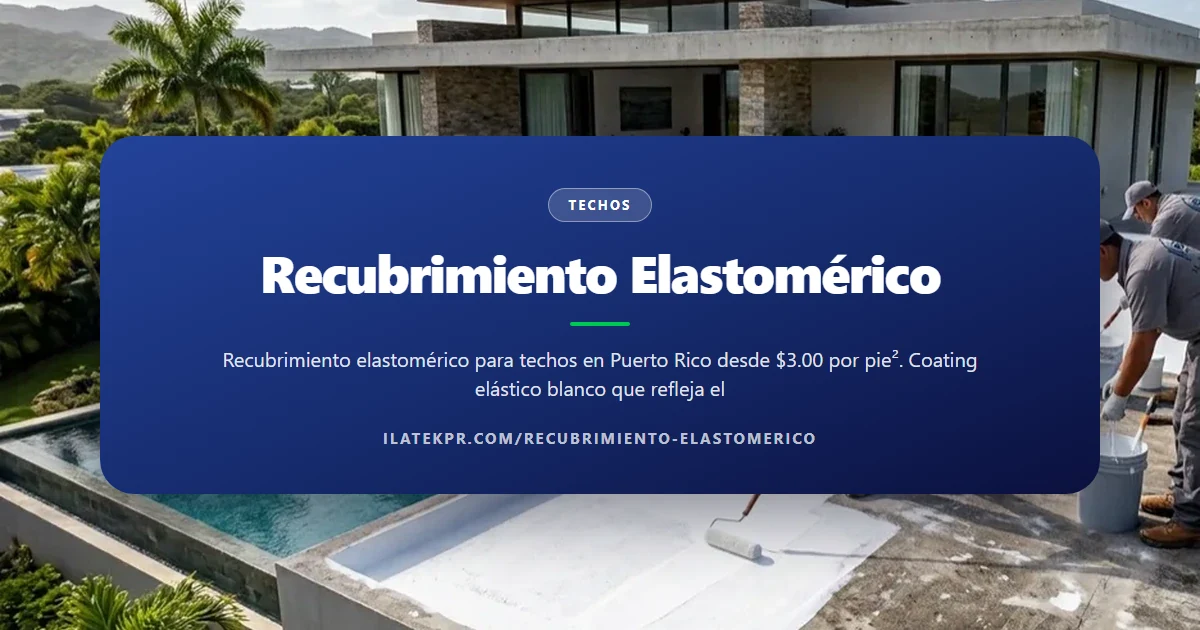 TECHOS
Recubrimiento Elastomérico
Recubrimiento elastomérico para techos en Puerto Rico desde $3.00 por pie². Coating
elástico blanco que refleja el
ILATEKPR.COM/RECUBRIMIENTO-ELASTOMERICO